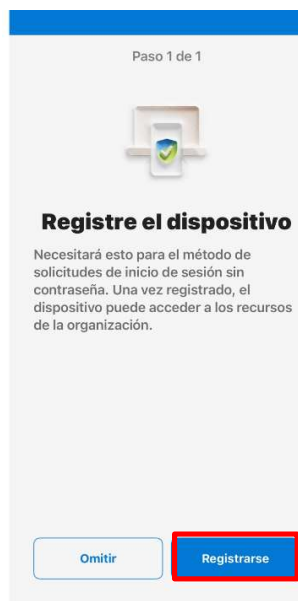 Paso 1 de 1
Registre el dispositivo
Necesitará esto para el método de
solicitudes de inicio de sesión sin
contraseña. Una vez registrado, el
dispositivo puede acceder a los recursos
de la organización.
Omitir
Registrarse